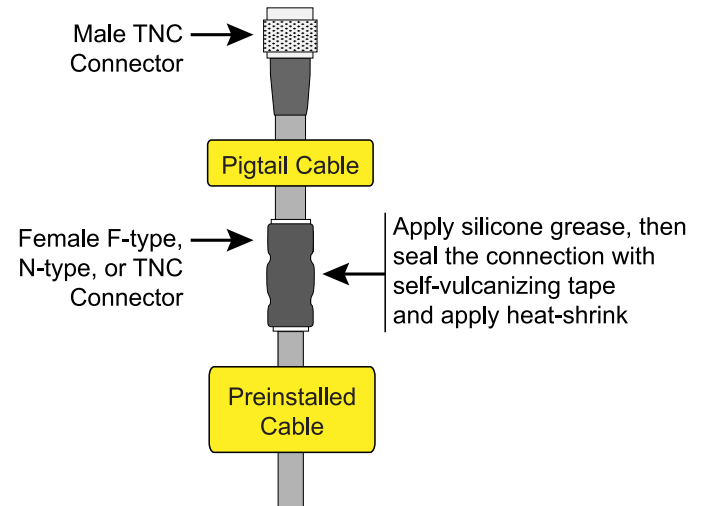 Male TNC
Connector
Pigtail Cable
Female F-type,
N-type, or TNC
Connector
Apply silicone grease, then
seal the connection with
self-vulcanizing tape
and apply heat-shrink
Preinstalled
Cable